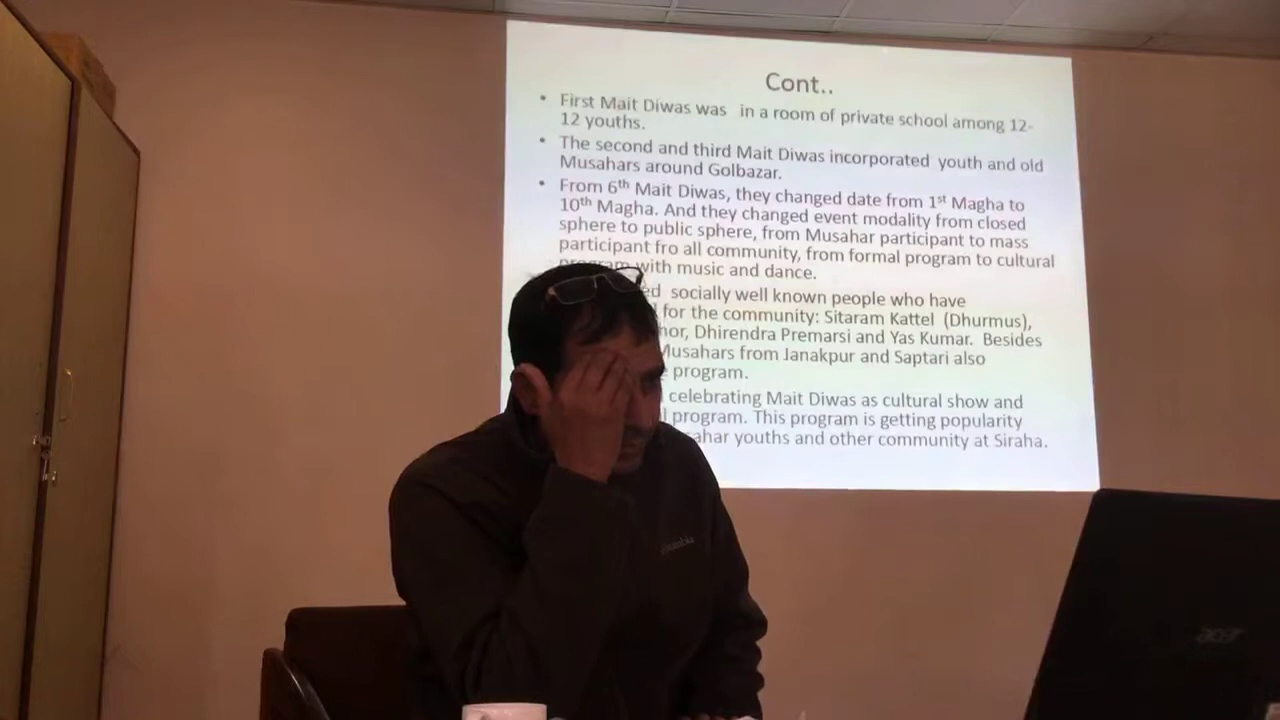 Cont..
• First Mait Diwas was in a room of private school among 12-
12 youths.
• The second and third Mait Diwas incorporated youth and old
Musahars around Golbazar.
• From 6th Mait Diwas, they changed date from 1st Magha to
10th Magha. And they changed event modality from closed
sphere to public sphere, from Musahar participant to mass
participant fro all community, from formal program to cultural
program with music and dance.
socially well known people who have
for the community: Sitaram Kattel (Dhurmus),
Dhirendra Premarsi and Yas Kumar. Besides
Musahars from Janakpur and Saptari also
program.
celebrating Mait Diwas as cultural show and
program. This program is getting popularity
youths and other community at Siraha.
Columbia
acer